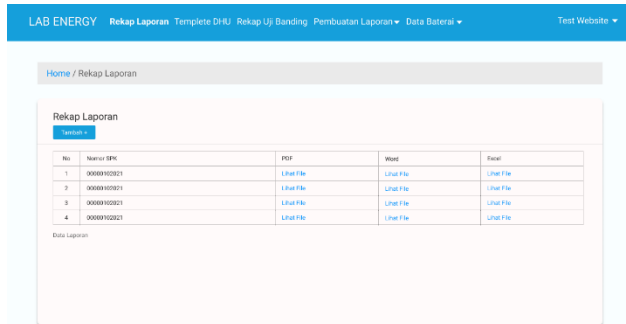 LAB ENERGY Rekap Laporan Templete DHU Rekap Uji Banding Pembuatan Laporan Data Baterai Test Website
Home / Rekap Laporan
Rekap Laporan
Tambah +
No Nomor SPK PDF Word Excel
1 00000102021 Lihat File Lihat File Lihat File
2 00000102021 Lihat File Lihat File Lihat File
3 00000102021 Lihat File Lihat File Lihat File
4 00000102021 Lihat File Lihat File Lihat File
Data Laporan